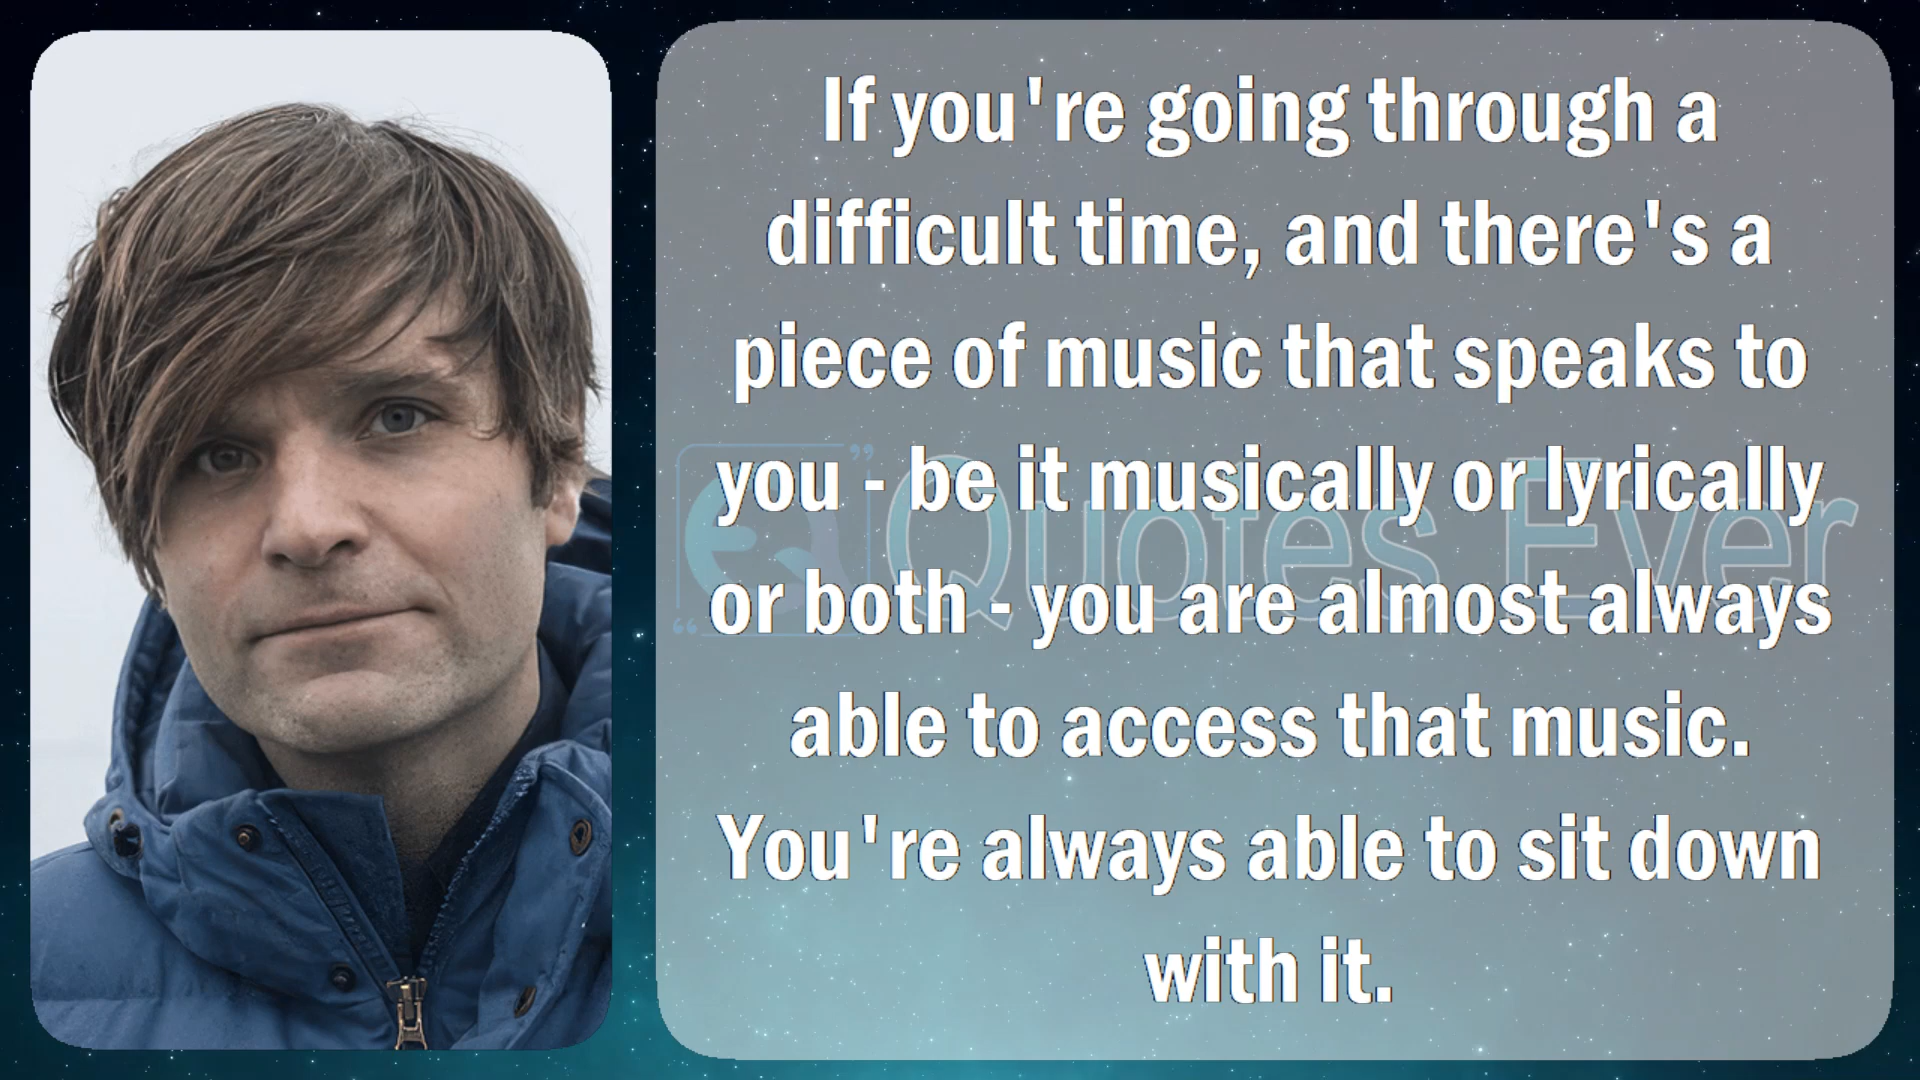 If you're going through a
difficult time, and there's a
piece of music that speaks to
you - be it musically or lyrically
or both - you are almost always
able to access that music.
You're always able to sit down
with it.
Quotes Ever